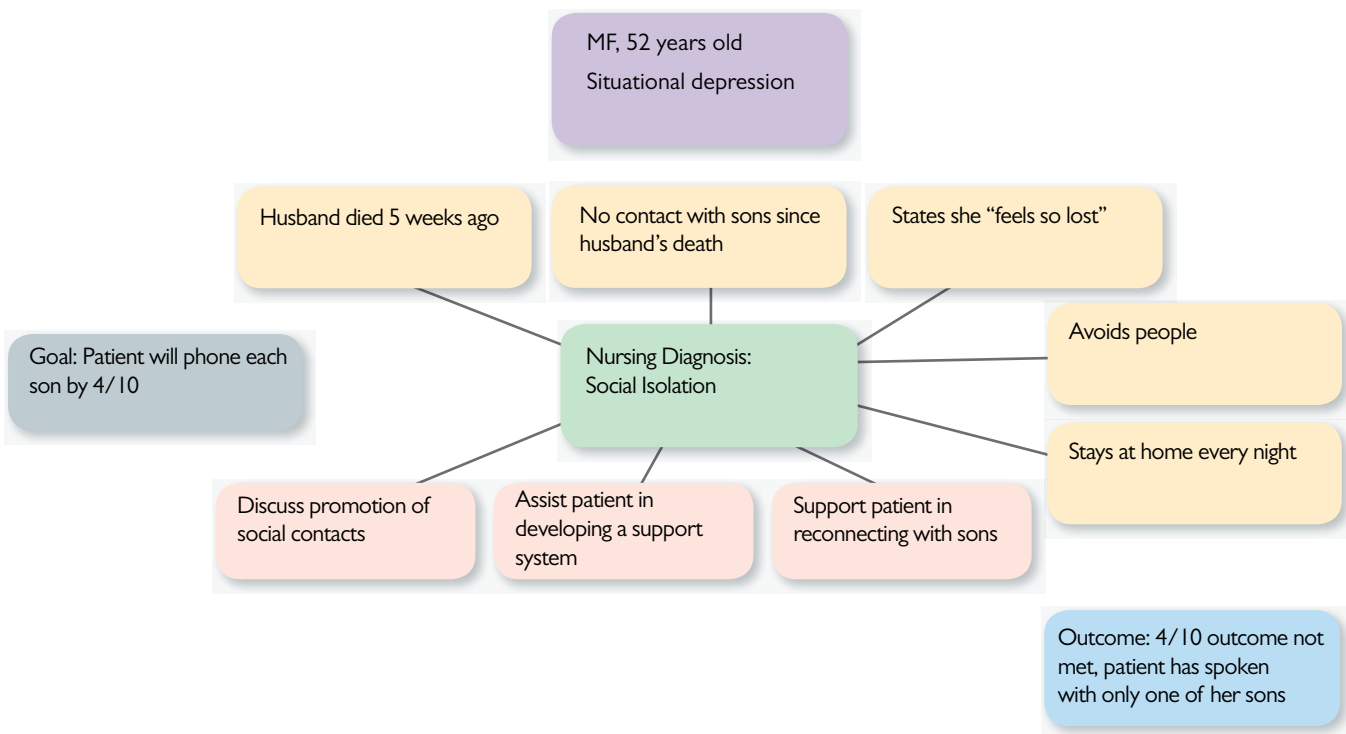 MF, 52 years old
Situational depression
Husband died 5 weeks ago
No contact with sons since
husband’s death
States she “feels so lost”
Avoids people
Goal: Patient will phone each
son by 4/10
Nursing Diagnosis:
Social Isolation
Stays at home every night
Discuss promotion of
social contacts
Assist patient in
developing a support
system
Support patient in
reconnecting with sons
Outcome: 4/10 outcome not
met, patient has spoken
with only one of her sons